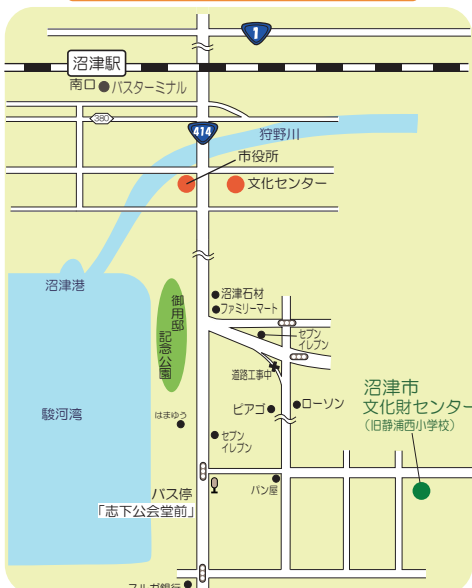 1
沼津駅
南口
バスターミナル
380
414
狩野川
市役所
文化センター
沼津港
沼津石材
ファミリーマート
御用邸
記念公園
セブン
イレブン
道路工事中
沼津市
文化財センター
(旧静浦西小学校)
ピアゴ
ローソン
駿河湾
はまゆう
セブン
イレブン
バス停
「志下公会堂前」
パン屋
スルガ銀行